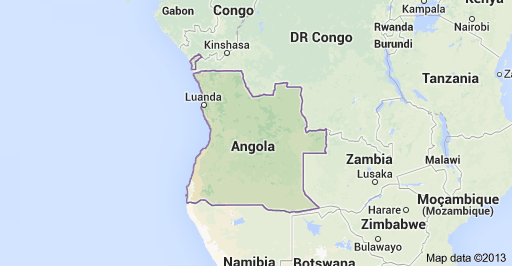 Gabon
Congo
Kampala
Kenya
Nairobi
Rwanda
Burundi
DR Congo
Kinshasa
Tanzania
Luanda
Angola
Zambia
Malawi
Lusaka
Moçambique
(Mozambique)
Harare
Zimbabwe
Bulawayo
Namibia
Botswana
Map data ©2013